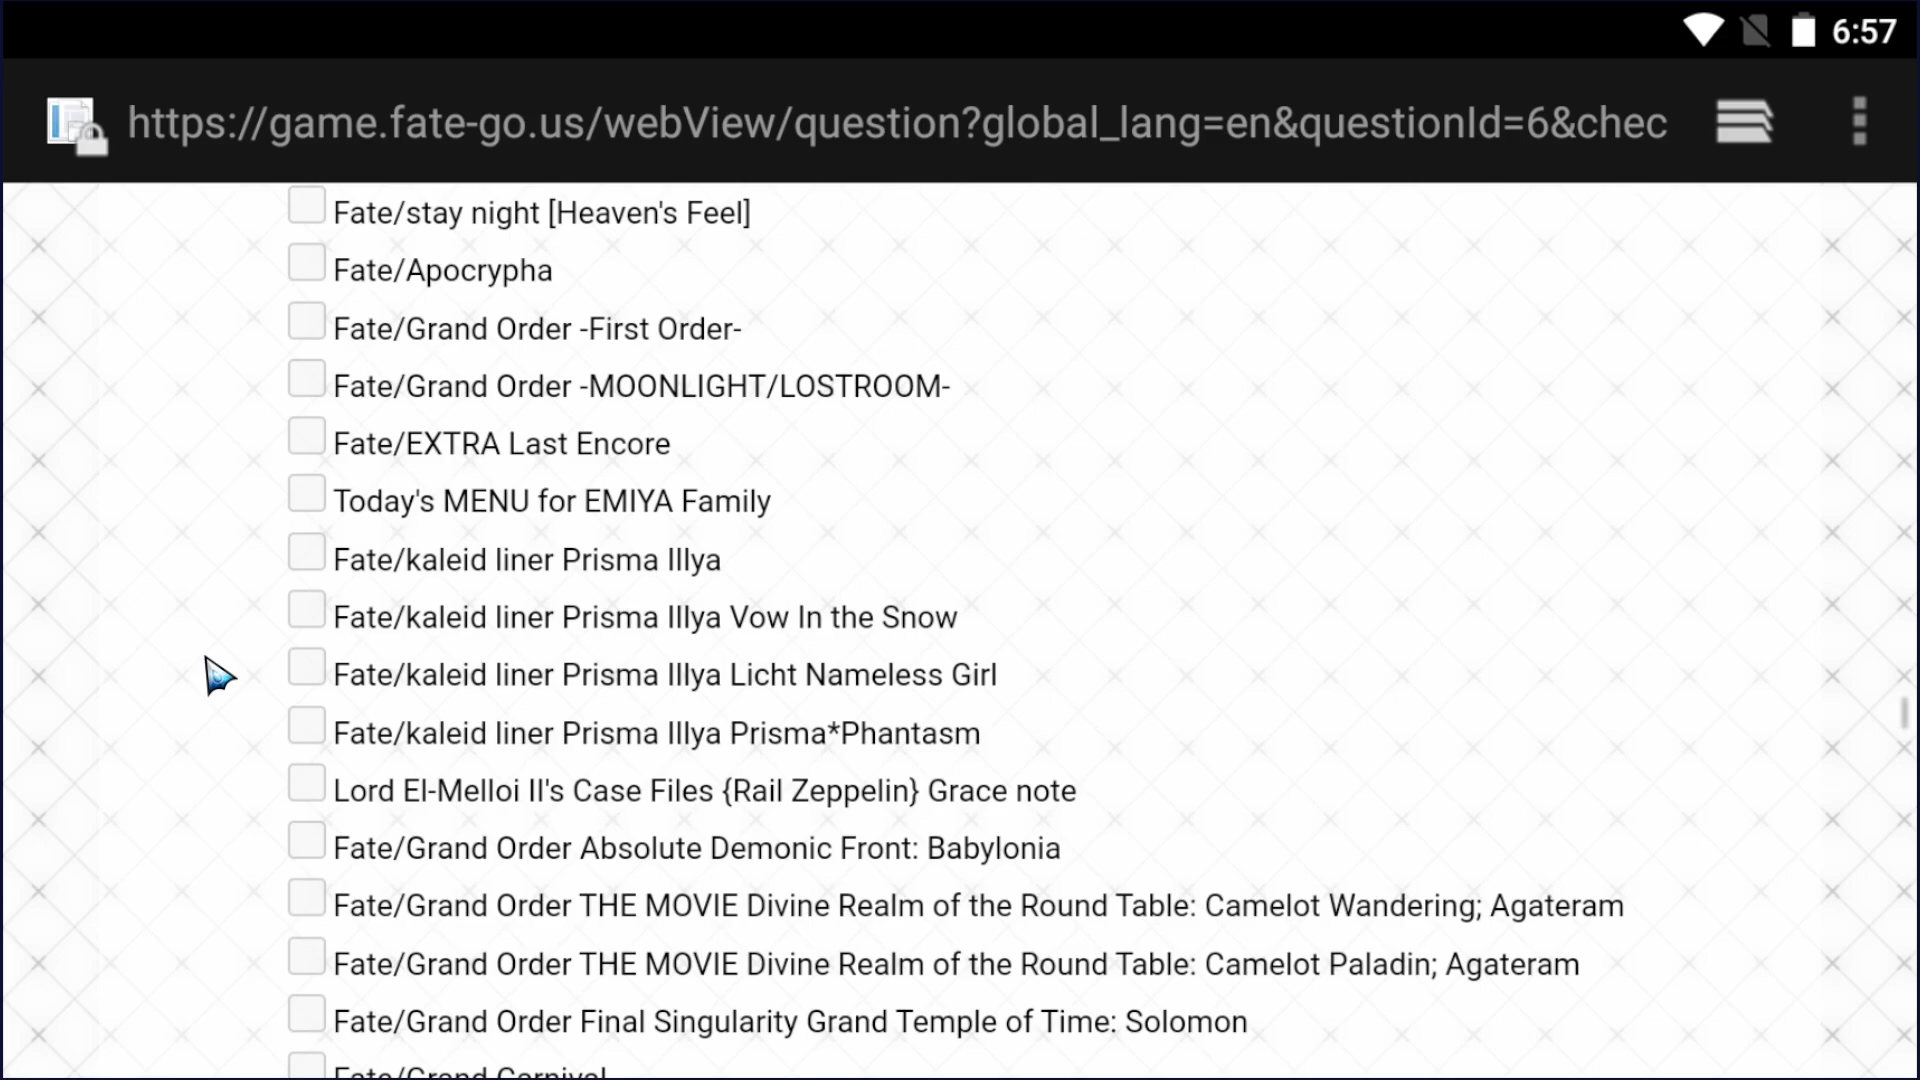 6:57
https://game.fate-go.us/webView/question?global_lang=en&questionId=6&chec
Fate/stay night [Heaven's Feel]
Fate/Apocrypha
Fate/Grand Order -First Order-
Fate/Grand Order -MOONLIGHT/LOSTROOM-
Fate/EXTRA Last Encore
Today's MENU for EMIYA Family
Fate/kaleid liner Prisma Illya
Fate/kaleid liner Prisma Illya Vow In the Snow
Fate/kaleid liner Prisma Illya Licht Nameless Girl
Fate/kaleid liner Prisma Illya Prisma*Phantasm
Lord El-Melloi II's Case Files {Rail Zeppelin} Grace note
Fate/Grand Order Absolute Demonic Front: Babylonia
Fate/Grand Order THE MOVIE Divine Realm of the Round Table: Camelot Wandering; Agateram
Fate/Grand Order THE MOVIE Divine Realm of the Round Table: Camelot Paladin; Agateram
Fate/Grand Order Final Singularity Grand Temple of Time: Solomon
Fate/Grand Carnival